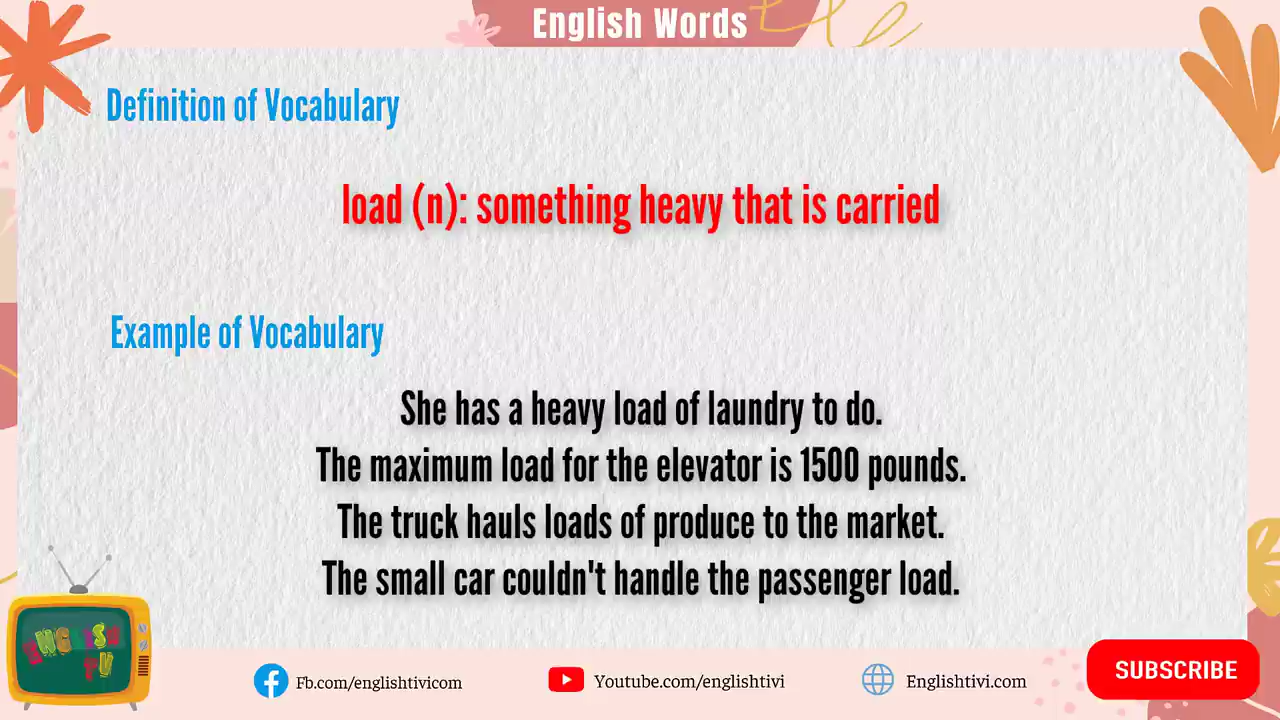 English Words
Definition of Vocabulary
load (n): something heavy that is carried
Example of Vocabulary
She has a heavy load of laundry to do.
The maximum load for the elevator is 1500 pounds.
The truck hauls loads of produce to the market.
The small car couldn't handle the passenger load.
ENGLISH
TV
Fb.com/englishtivicom
Youtube.com/englishtivi
Englishtivi.com
SUBSCRIBE